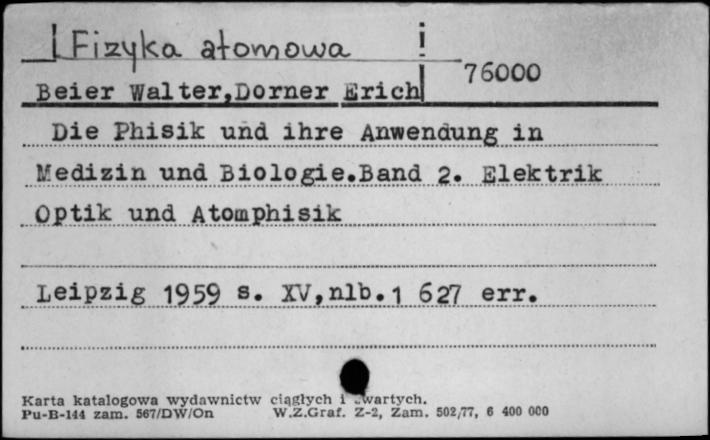 Fizyka atomowa
76000
Beier Walter,Dorner Erich
Die Phisik und ihre Anwendung in
Medizin und Biologie.Band 2. Elektrik
Optik und Atomphisik
Leipzig 1959 s. XV,nlb.1 627 err.
Karta katalogowa wydawnictw ciągłych i zwartych.
Pu-B-144 zam. 567/DW/On W.Z.Graf. Z-2, Zam. 502/77, 6 400 000